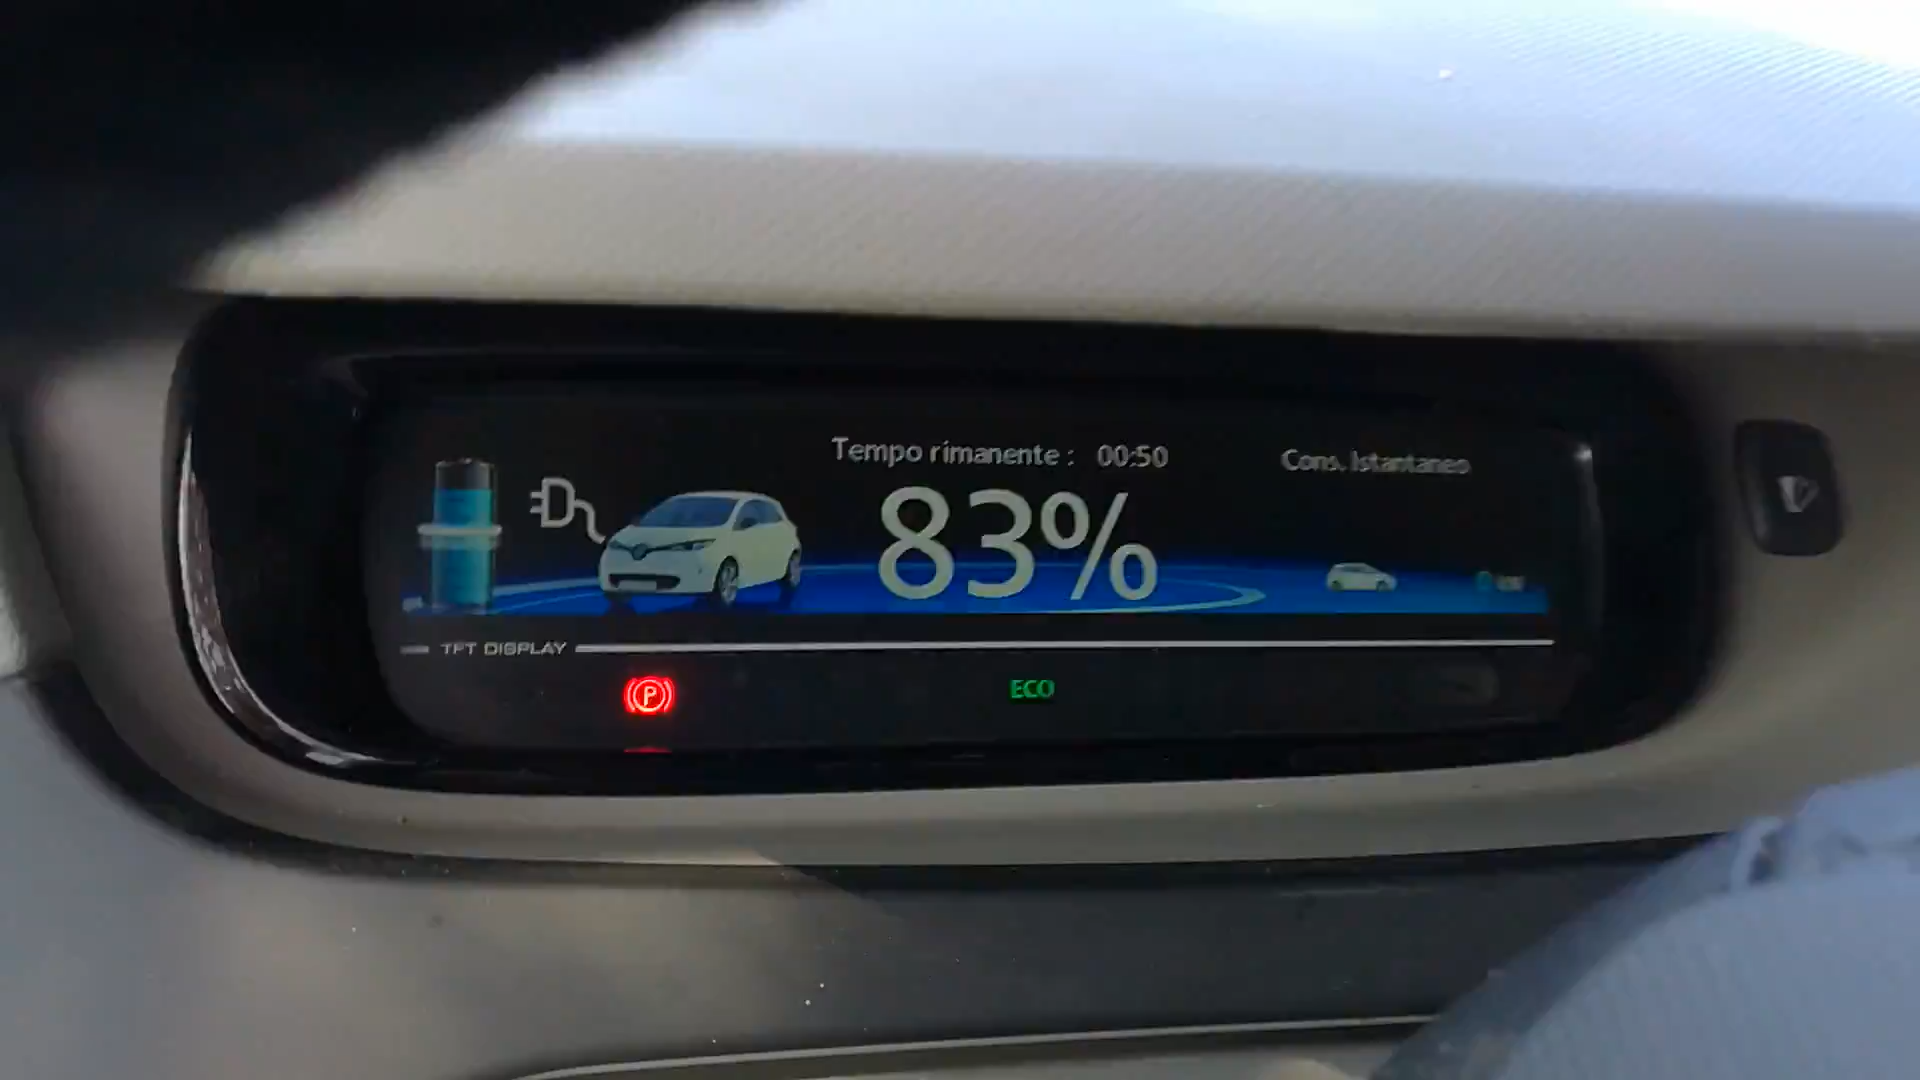 Tempo rimanente : 00:50
Cons. Istantaneo
83%
TFT DISPLAY
P
ECO